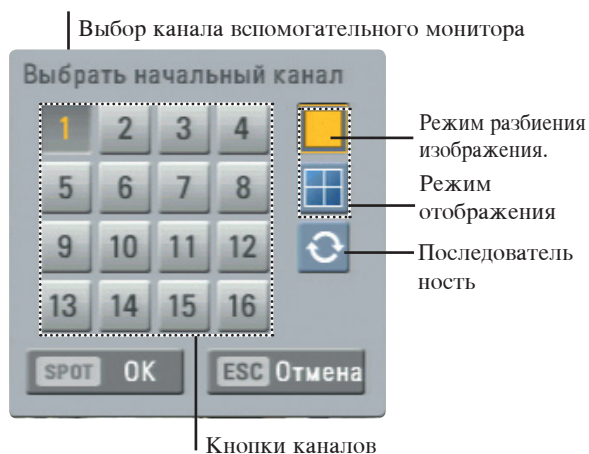 Выбор канала вспомогательного монитора
Выбрать начальный канал
1 2 3 4
Режим разбиения
изображения.
5 6 7 8
Режим
отображения
9 10 11 12
Последователь
ность
13 14 15 16
SPOT OK ESC Отмена
Кнопки каналов